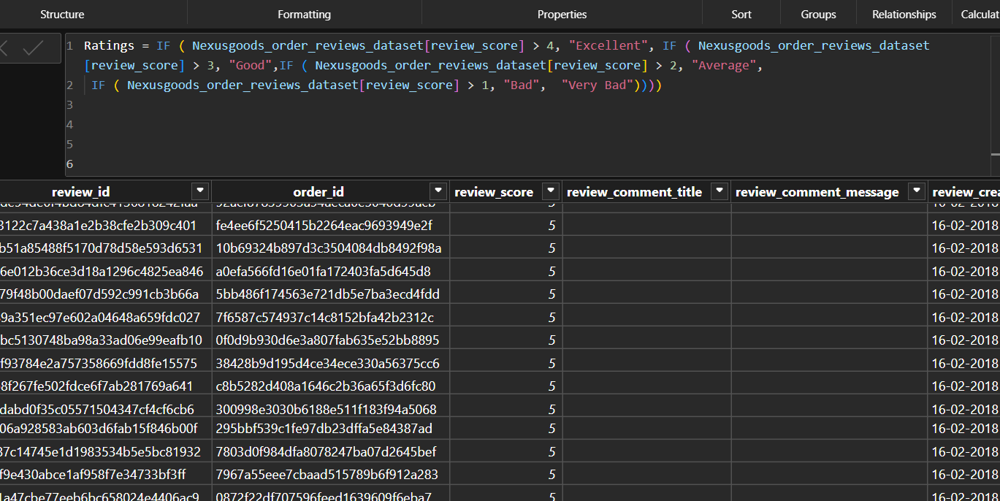 Structure Formatting Properties Sort Groups Relationships Calculat
1 Ratings = IF ( Nexusgoods_order_reviews_dataset[review_score] > 4, "Excellent", IF ( Nexusgoods_order_reviews_dataset
[review_score] > 3, "Good",IF ( Nexusgoods_order_reviews_dataset[review_score] > 2, "Average",
2 IF ( Nexusgoods_order_reviews_dataset[review_score] > 1, "Bad",  "Very Bad"))))
3
4
5
6
review_id order_id review_score review_comment_title review_comment_message review_crea
3122c7a438a1e2b38cfe2b309c401 fe4ee6f5250415b2264eac9693949e2f 5 16-02-2018
b51a85488f5170d78d58e593d6531 10b69324b897d3c3504084db8492f98a 5 16-02-2018
6e012b36ce3d18a1296c4825ea846 a0efa566fd16e01fa172403fa5d645d8 5 16-02-2018
79f48b00daef07d592c991cb3b66a 5bb486f174563e721db5e7ba3ecd4fdd 5 16-02-2018
9a351ec97e602a04648a659fdc027 7f6587c574937c14c8152bfa42b2312c 5 16-02-2018
bc5130748ba98a33ad06e99eafb10 0f0d9b930d6e3a807fab635e52bb8895 5 16-02-2018
f93784e2a757358669fdd8fe15575 38428b9d195d4ce34ece330a56375cc6 5 16-02-2018
8f267fe502fdce6f7ab281769a641 c8b5282d408a1646c2b36a65f3d6fc80 5 16-02-2018
dabd0f35c05571504347cf4cf6cb6 300998e3030b6188e511f183f94a5068 5 16-02-2018
06a928583ab603d6fab15f846b00f 295bbf539c1fe97db23dffa5e84387ad 5 16-02-2018
37c14745e1d1983534b5e5bc81932 7803d0f984dfa8078247ba07d2645bef 5 16-02-2018
f9e430abce1af958f7e34733bf3ff 7967a55eee7cbaad515789b6f912a283 5 16-02-2018
1a47cbe77eeb6bc658024e4406ac9 0872f22df707596feed1639609f6eba7 5 16-02-2018